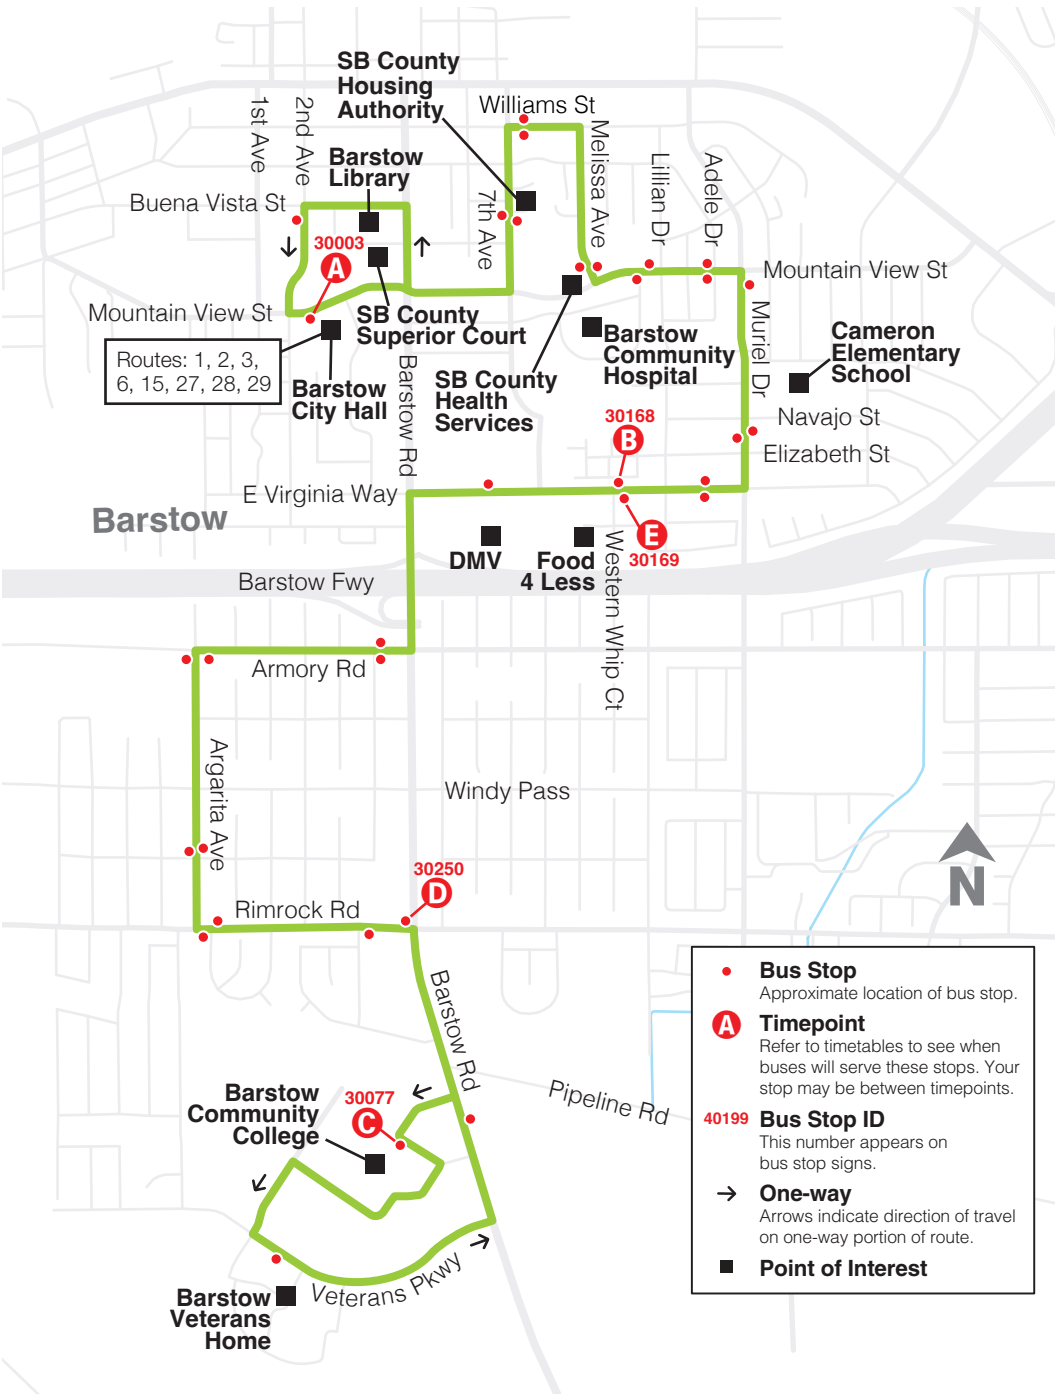 SB County
Housing
Authority
Williams St
1st Ave
2nd Ave
Barstow
Library
Melissa Ave
Lillian Dr
Adele Dr
7th Ave
Buena Vista St
30003
A
Mountain View St
Mountain View St
SB County
Superior Court
Routes: 1, 2, 3,
6, 15, 27, 28, 29
Barstow
City Hall
Barstow Rd
SB County
Health
Services
Barstow
Community
Hospital
Muriel Dr
Cameron
Elementary
School
30168
B
Navajo St
Elizabeth St
E Virginia Way
Barstow
DMV
Food
4 Less
E
30169
Western Whip Ct
Barstow Fwy
Armory Rd
Argarita Ave
Windy Pass
30250
D
Rimrock Rd
N
Barstow Rd
Pipeline Rd
Barstow
Community
College
30077
C
Veterans Pkwy
Barstow
Veterans
Home
Bus Stop
Approximate location of bus stop.
A
Timepoint
Refer to timetables to see when
buses will serve these stops. Your
stop may be between timepoints.
40199
Bus Stop ID
This number appears on
bus stop signs.
One-way
Arrows indicate direction of travel
on one-way portion of route.
Point of Interest